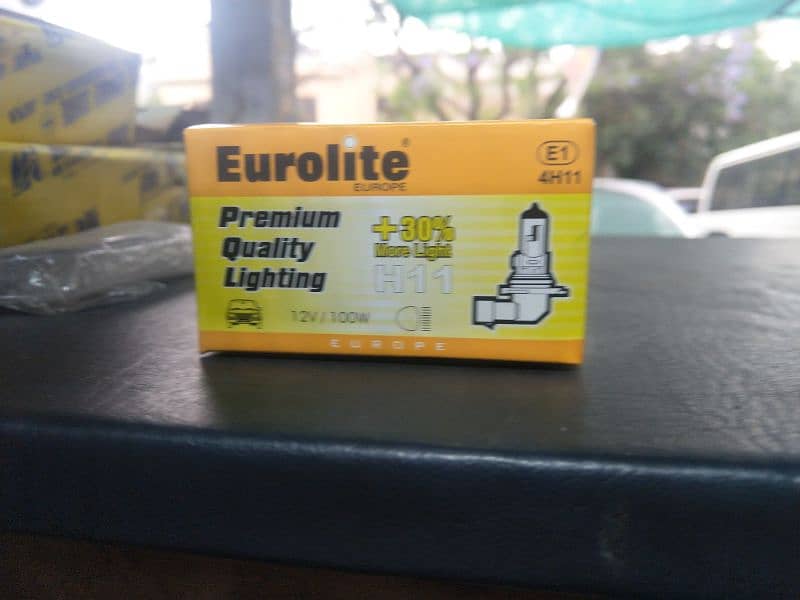 Eurolite®
EUROPE
E1
4H11
Premium
Quality
Lighting
+30%
More Light
H11
12V / 100W
EUROPE